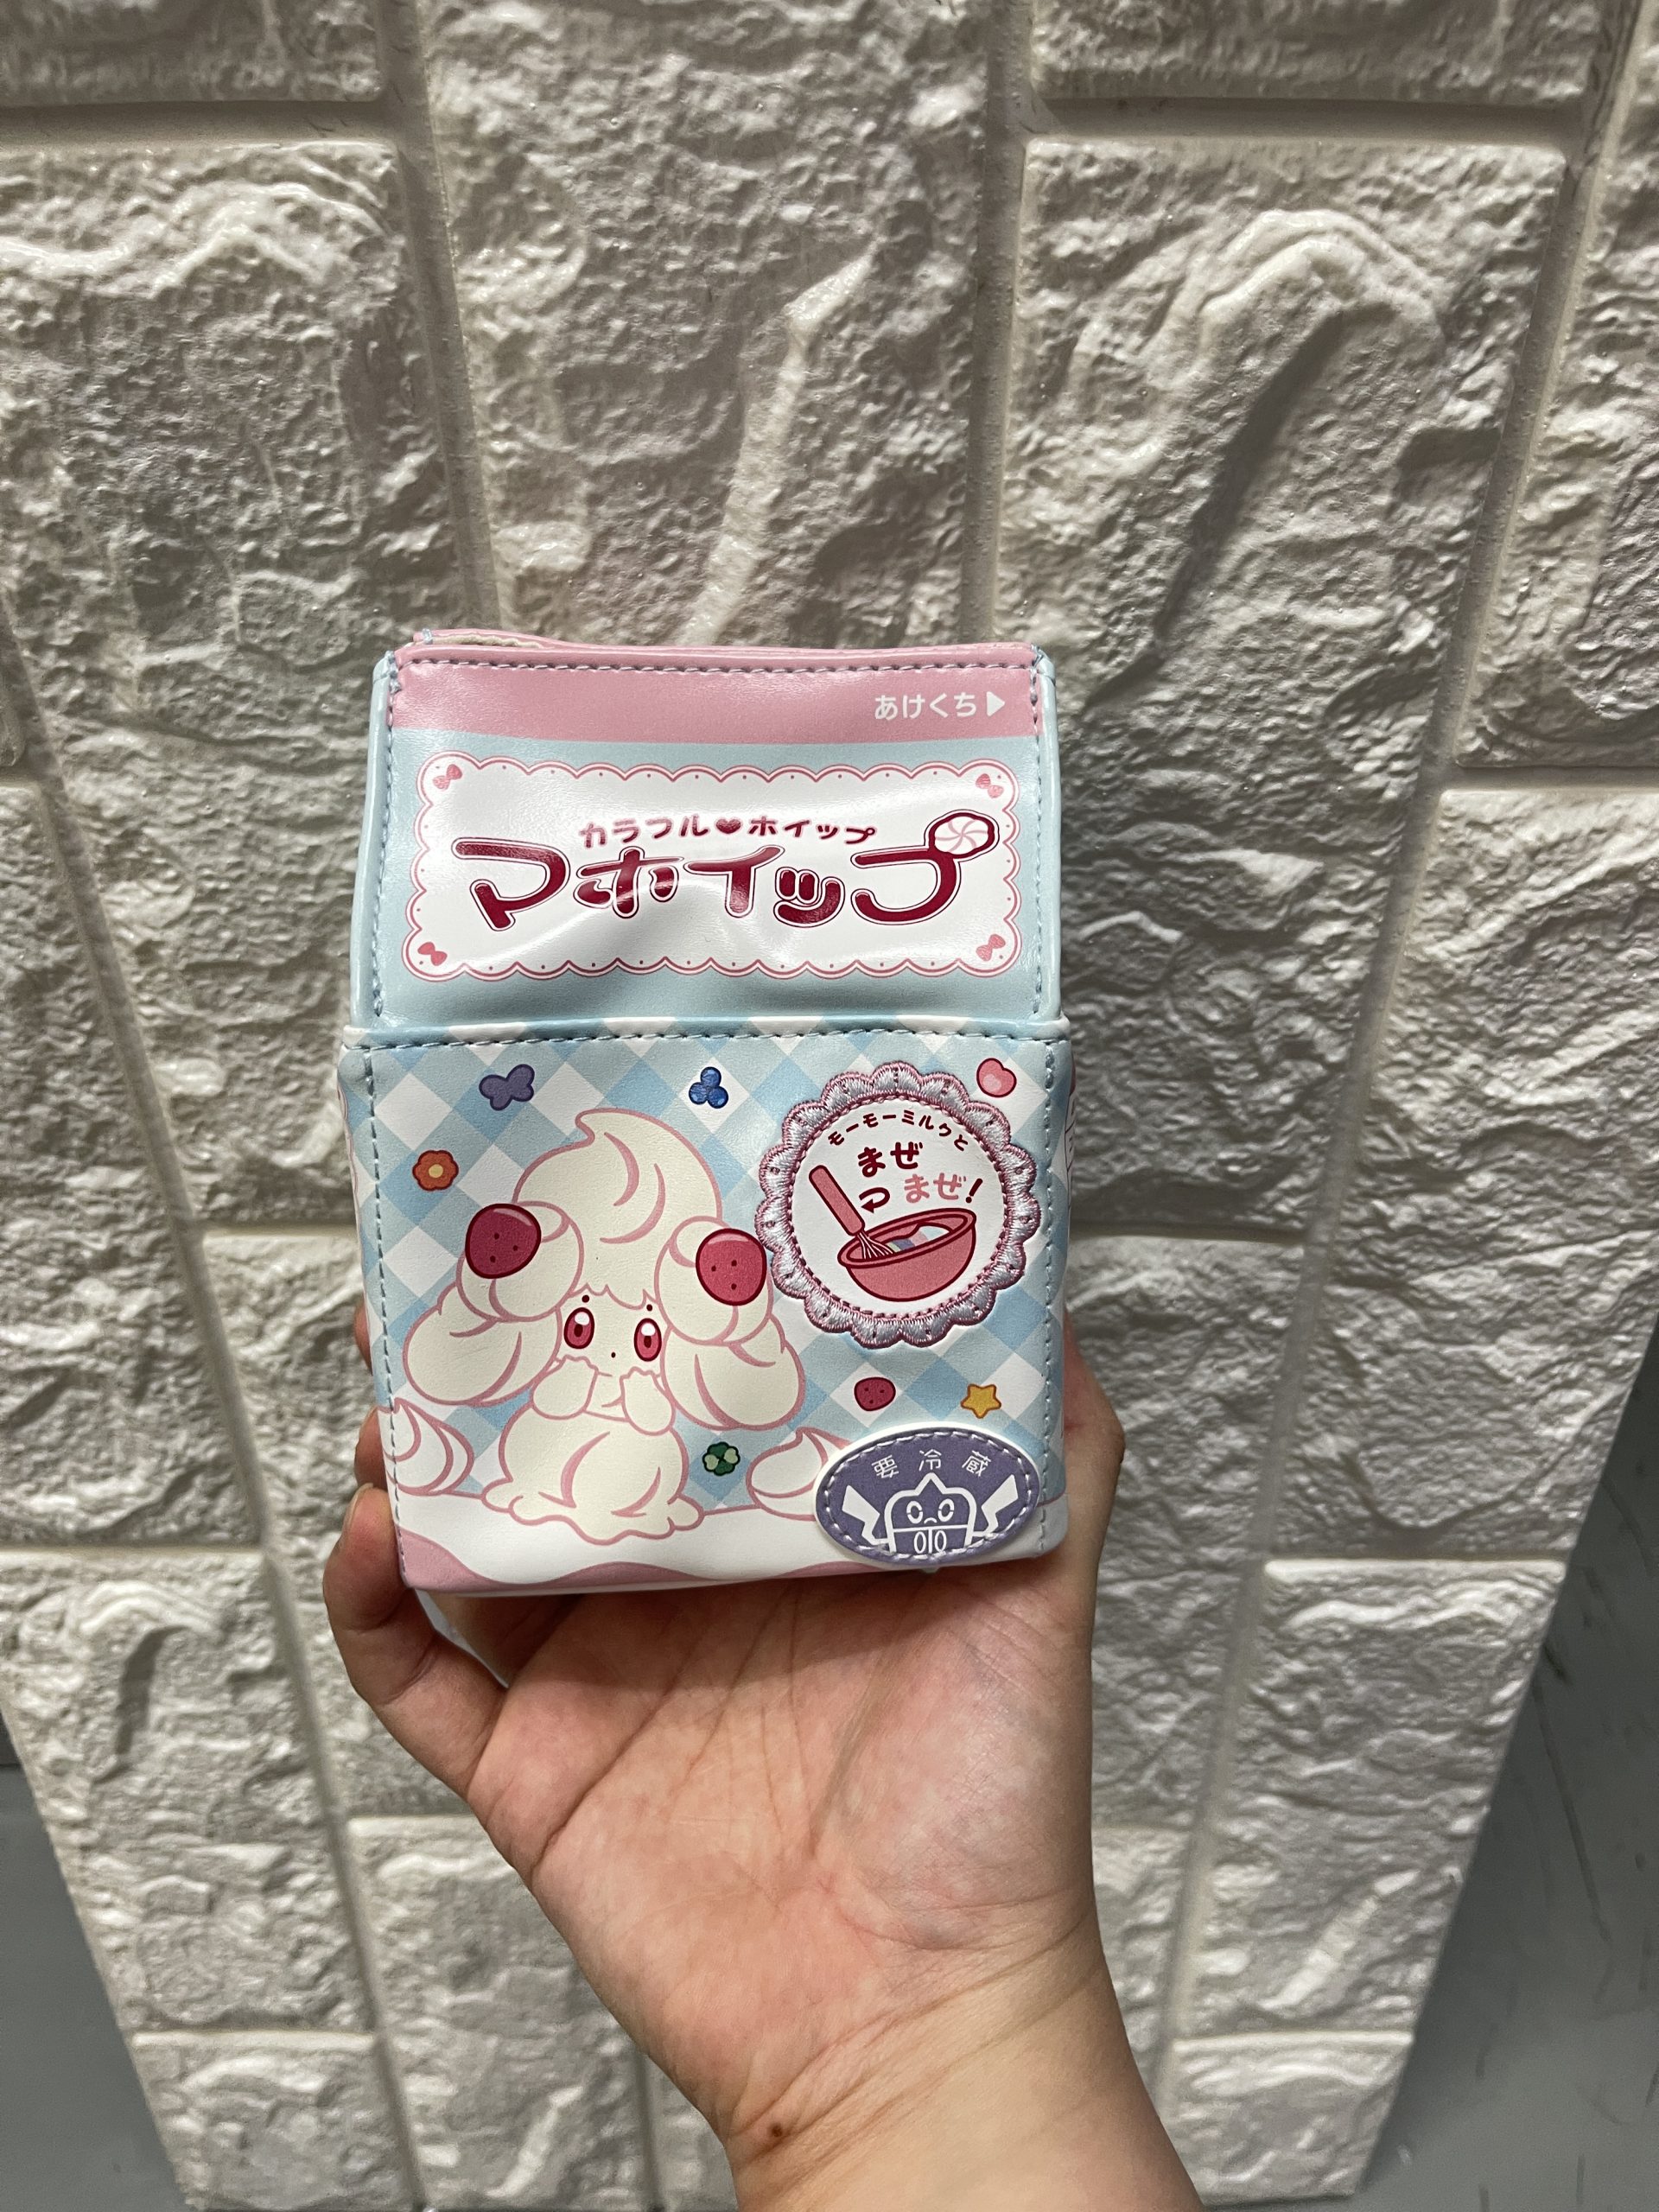 あけくち▶
カラフル♥ホイップ
マホイップ
モーモーミルクと
まぜ
まぜ!
要冷蔵